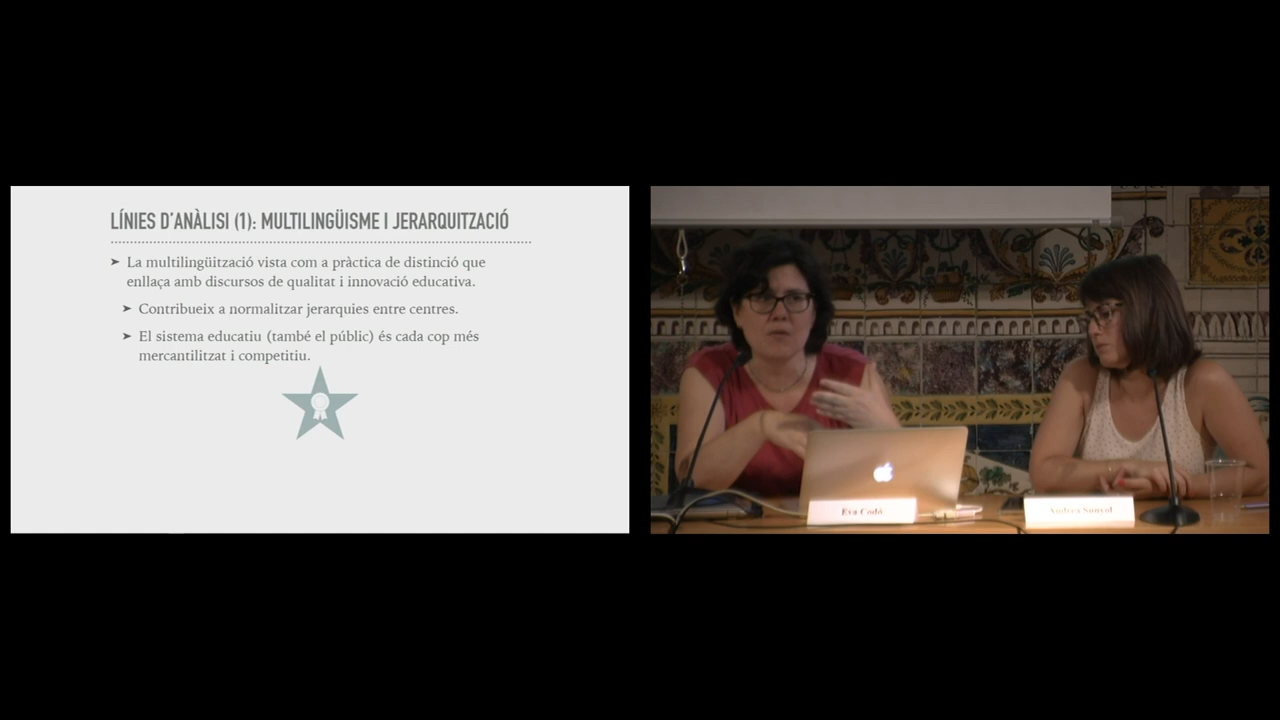 LÍNIES D'ANÀLISI (1): MULTILINGÜISME I JERARQUITZACIÓ
➤ La multilingüització vista com a pràctica de distinció que
enllaça amb discursos de qualitat i innovació educativa.
➤ Contribueix a normalitzar jerarquies entre centres.
➤ El sistema educatiu (també el públic) és cada cop més
mercantilitzat i competitiu.
Eva Codó
Andrea Sunyol